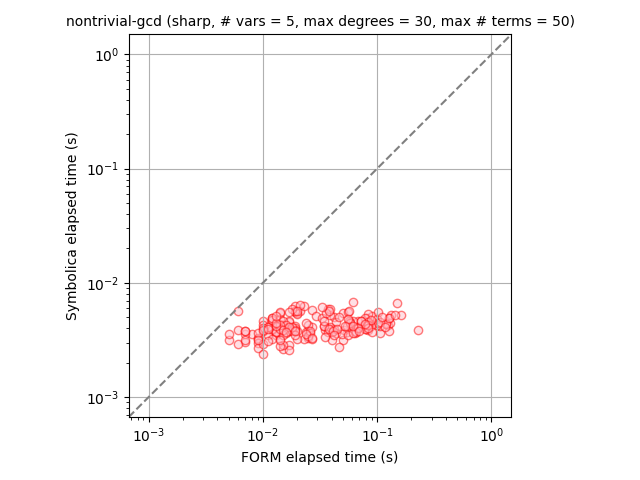 nontrivial-gcd (sharp, # vars = 5, max degrees = 30, max # terms = 50)
Symbolica elapsed time (s)
10⁰
10⁻¹
10⁻²
10⁻³
10⁻³ 10⁻² 10⁻¹ 10⁰
FORM elapsed time (s)